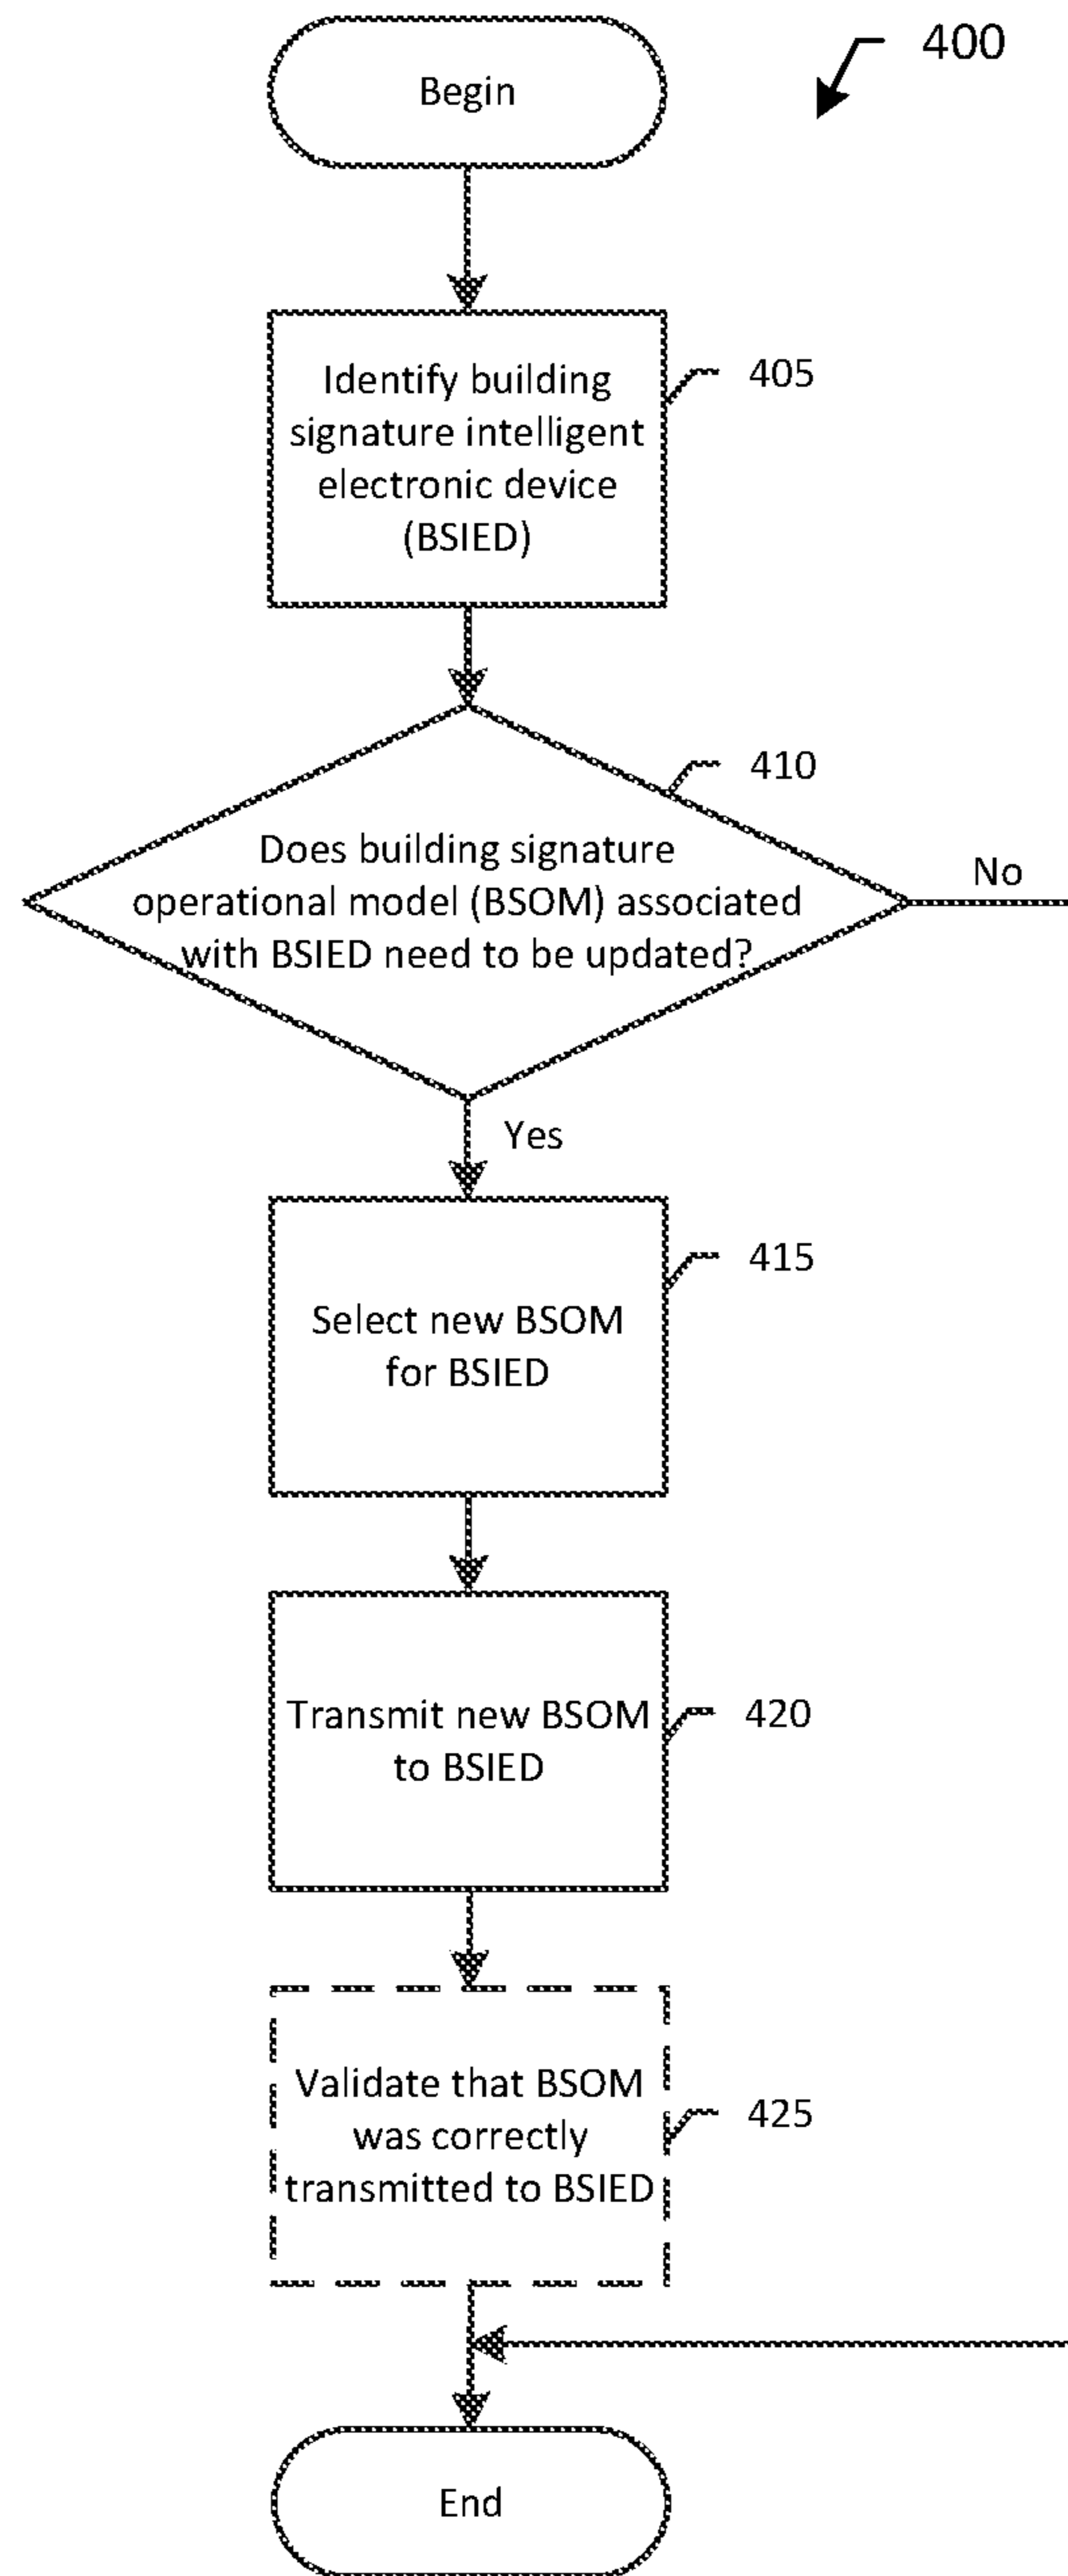 Begin
400
Identify building
signature intelligent
electronic device
(BSIED)
405
410
Does building signature
operational model (BSOM) associated
with BSIED need to be updated?
No
Yes
415
Select new BSOM
for BSIED
Transmit new BSOM
to BSIED
420
Validate that BSOM
was correctly
transmitted to BSIED
425
End